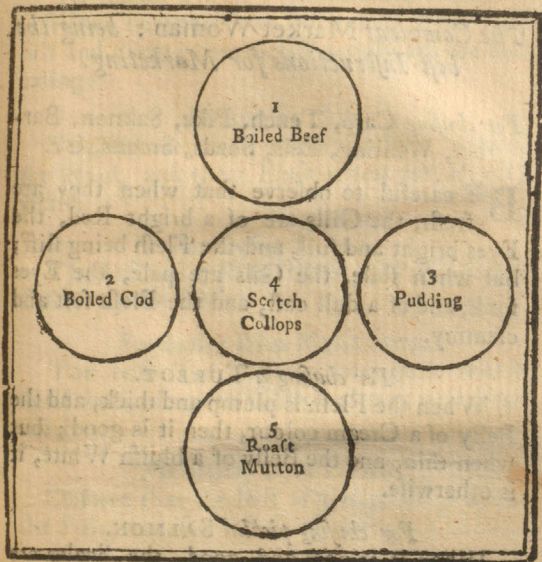 1
Boiled Beef
2
Boiled Cod
4
Scotch
Collops
3
Pudding
5
Roaſt
Mutton